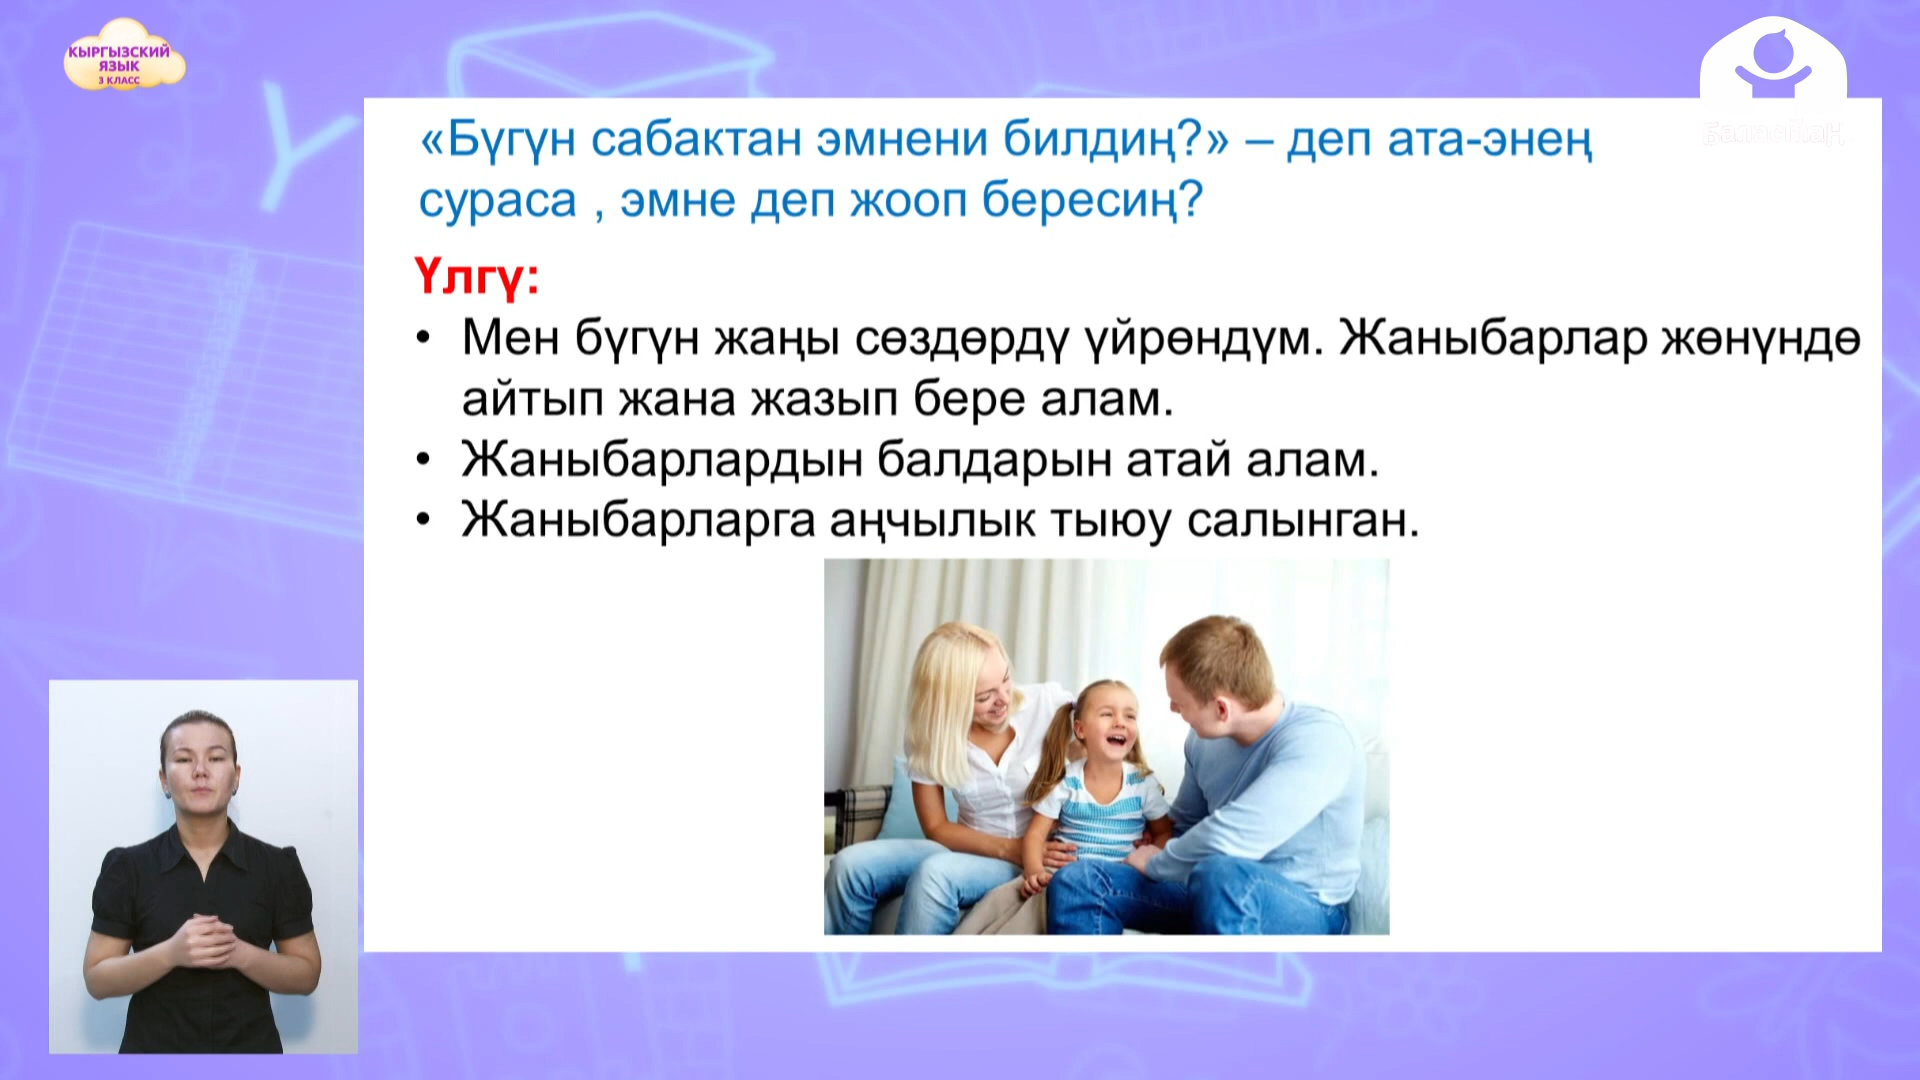 КЫРГЫЗСКИЙ
ЯЗЫК
3 КЛАСС
«Бүгүн сабактан эмнени билдиң?» – деп ата-энең
сураса , эмне деп жооп бересиң?
Үлгү:
• Мен бүгүн жаңы сөздөрдү үйрөндүм. Жаныбарлар жөнүндө
айтып жана жазып бере алам.
• Жаныбарлардын балдарын атай алам.
• Жаныбарларга аңчылык тыюу салынган.